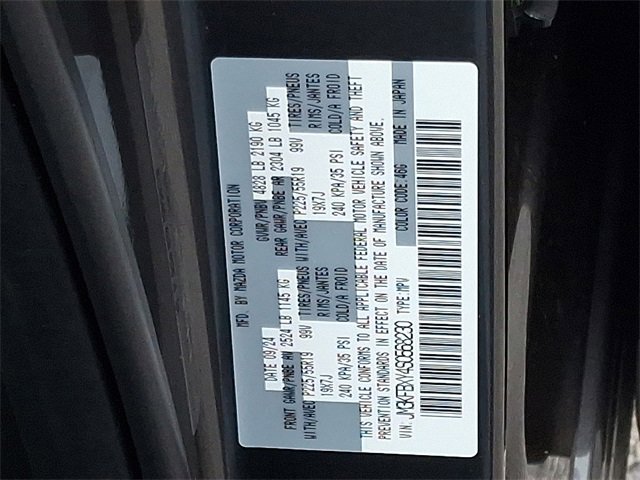 MFD. BY MAZDA MOTOR CORPORATION
DATE 09/24 GVWR/PNBV 4828 LB 2190 KG
FRONT GAWR/PNBE AV 2524 LB 1145 KG REAR GAWR/PNBE AR 2304 LB 1045 KG
WITH/AVEC P225/55R19 99V TIRES/PNEUS WITH/AVEC P225/55R19 99V TIRES/PNEUS
19X7J RIMS/JANTES 19X7J RIMS/JANTES
240 KPA/35 PSI COLD/A FROID 240 KPA/35 PSI COLD/A FROID
THIS VEHICLE CONFORMS TO ALL APPLICABLE FEDERAL MOTOR VEHICLE SAFETY AND THEFT
PREVENTION STANDARDS IN EFFECT ON THE DATE OF MANUFACTURE SHOWN ABOVE.
VIN: TYPE:MPV COLOR CODE:46G MADE IN JAPAN